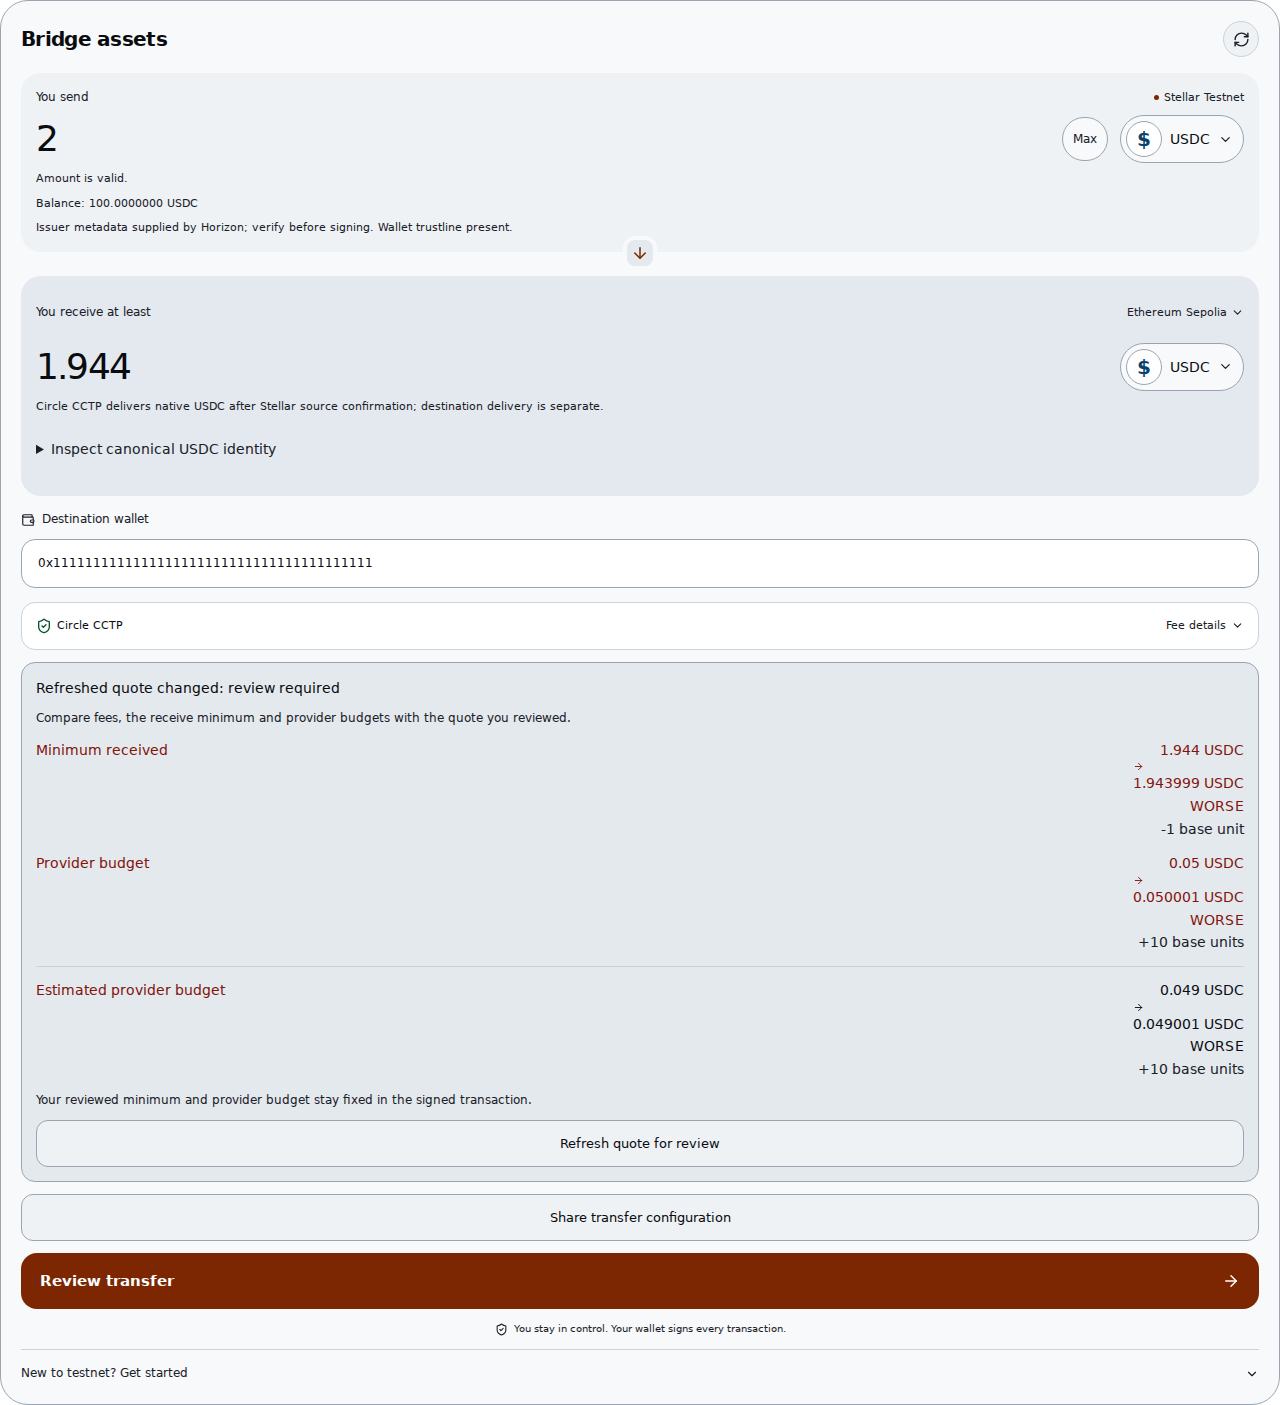 Bridge assets
You send
Stellar Testnet
2
Max
$ USDC
Amount is valid.
Balance: 100.0000000 USDC
Issuer metadata supplied by Horizon; verify before signing. Wallet trustline present.
You receive at least
Ethereum Sepolia
1.944
$ USDC
Circle CCTP delivers native USDC after Stellar source confirmation; destination delivery is separate.
Inspect canonical USDC identity
Destination wallet
0x1111111111111111111111111111111111111111
Circle CCTP
Fee details
Refreshed quote changed: review required
Compare fees, the receive minimum and provider budgets with the quote you reviewed.
Minimum received
1.944 USDC
→
1.943999 USDC
WORSE
-1 base unit
Provider budget
0.05 USDC
→
0.050001 USDC
WORSE
+10 base units
Estimated provider budget
0.049 USDC
→
0.049001 USDC
WORSE
+10 base units
Your reviewed minimum and provider budget stay fixed in the signed transaction.
Refresh quote for review
Share transfer configuration
Review transfer
You stay in control. Your wallet signs every transaction.
New to testnet? Get started